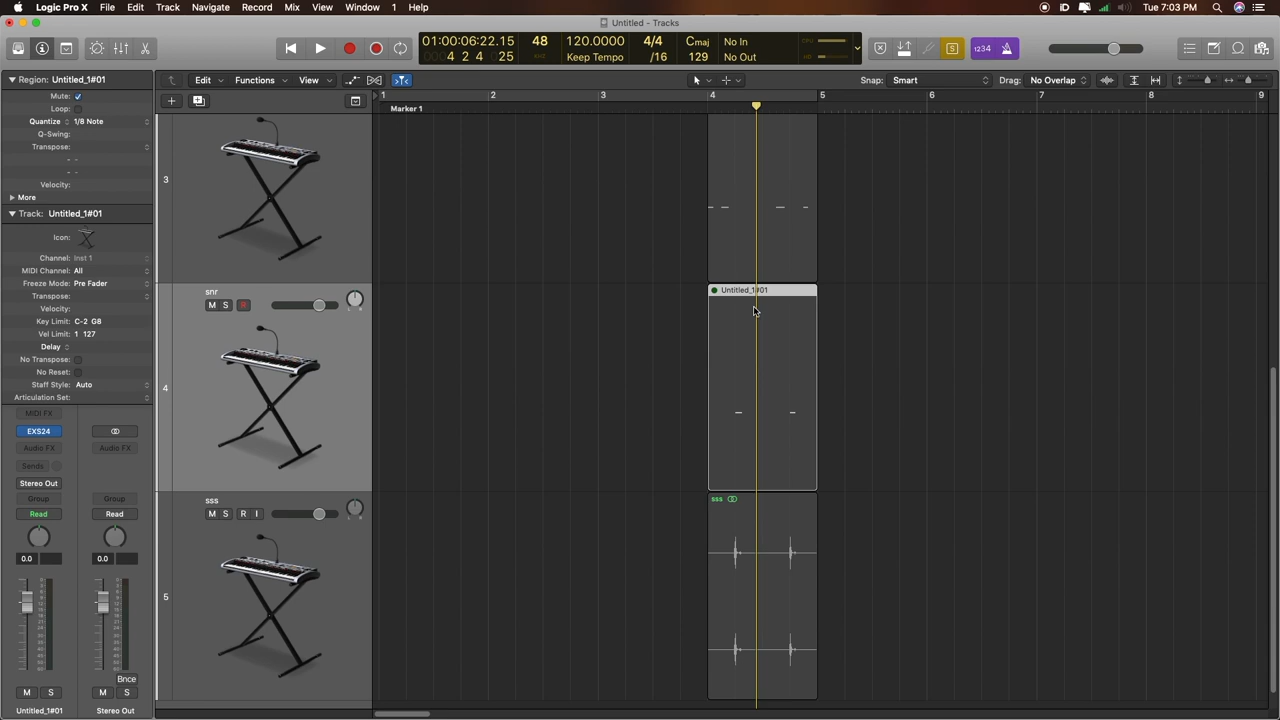 Logic Pro X File Edit Track Navigate Record Mix View Window 1 Help
iD Tue 7:03 PM
Untitled - Tracks
01:00:06:22.15 48 120.0000 4/4 Cmaj No In CPU
4 2 4 25 Keep Tempo /16 129 No Out HD
S 1234
Region: Untitled_1#01
Edit Functions View
Snap: Smart Drag: No Overlap
Mute:
Loop:
Quantize 1/8 Note
Q-Swing:
Transpose:
- -
- -
Velocity:
More
1 2 3 4 5 6 7 8 9
Marker 1
Track: Untitled_1#01
Icon:
Channel: Inst 1
MIDI Channel: All
Freeze Mode: Pre Fader
Transpose:
Velocity:
Key Limit: C-2 G8
Vel Limit: 1 127
Delay
No Transpose:
No Reset:
Staff Style: Auto
Articulation Set:
MIDI FX
EXS24
Audio FX Audio FX
Sends
Stereo Out
Group Group
Read Read
0.0 0.0
Bnce
M S M S
Untitled_1#01 Stereo Out
3
snr
M S R
L R
4
Untitled_1#01
sss
M S R I
L R
5
sss